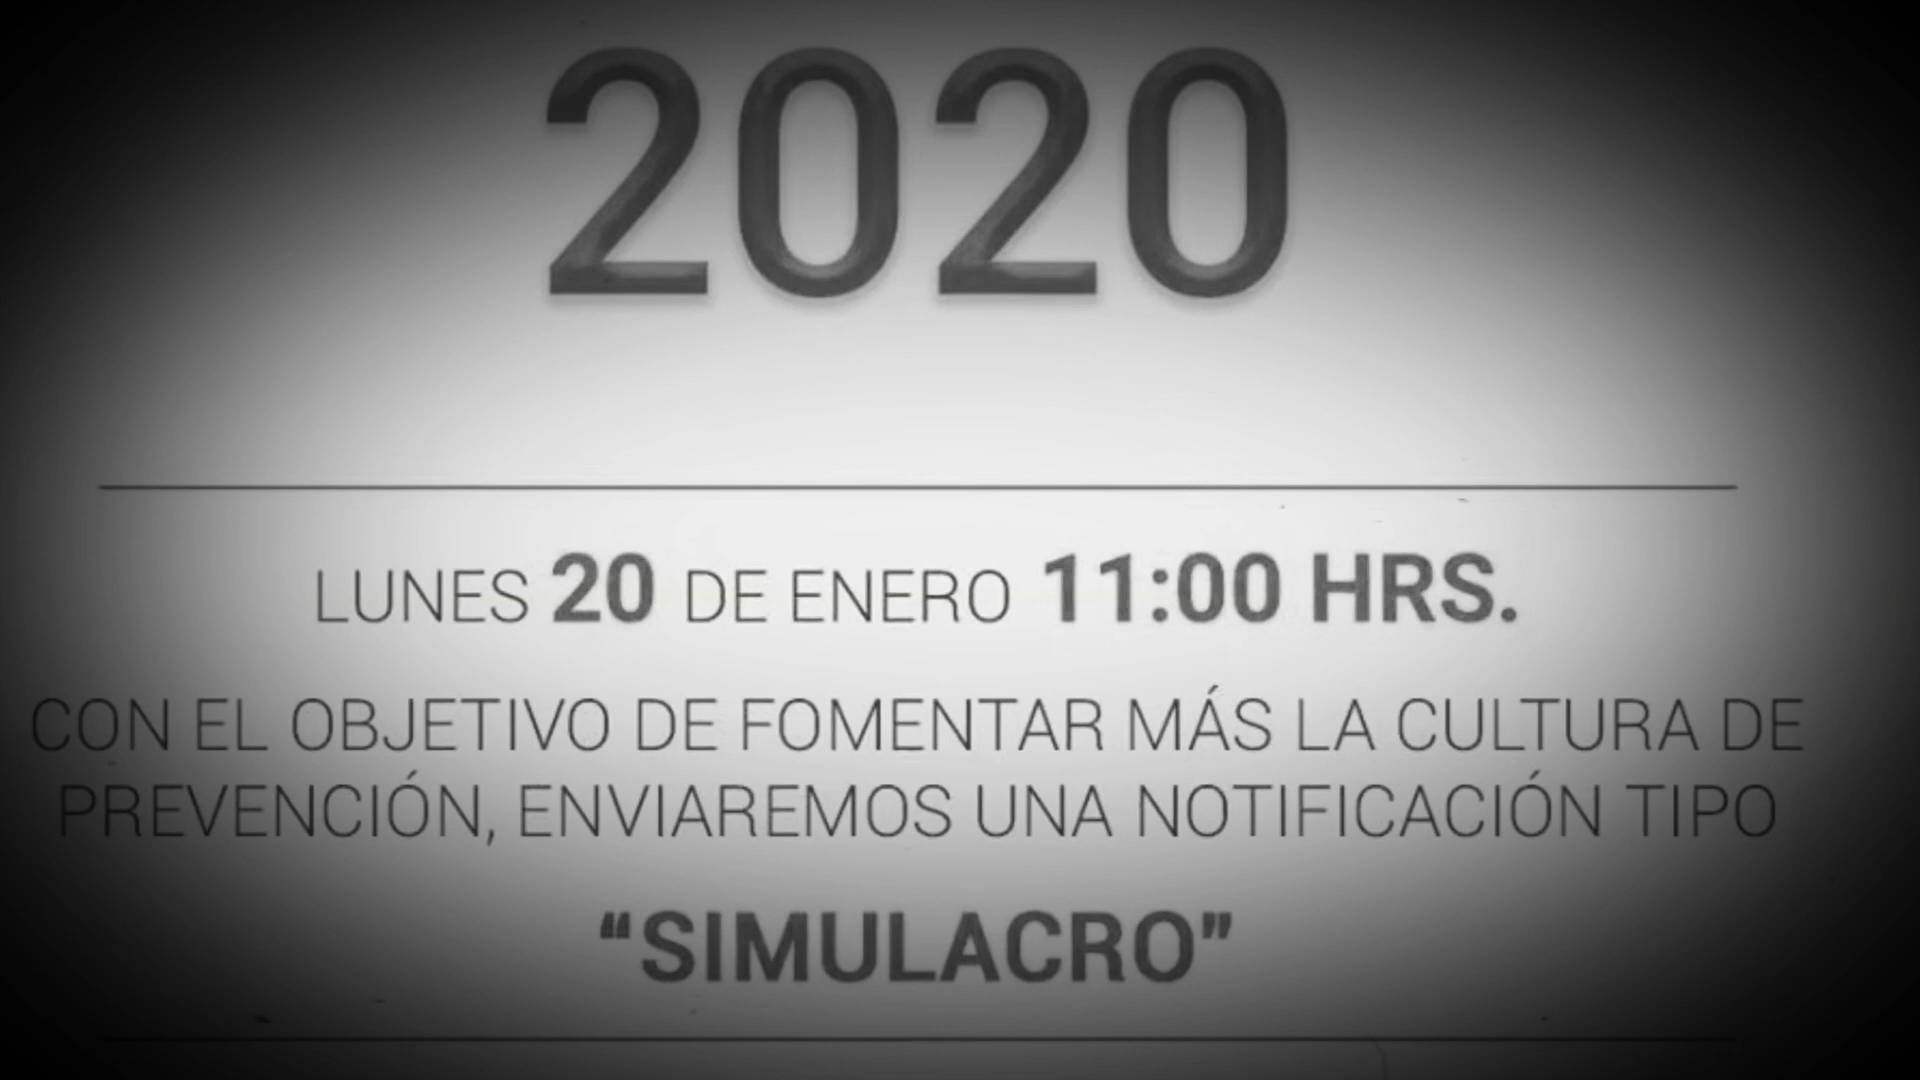 2020
LUNES 20 DE ENERO 11:00 HRS.
CON EL OBJETIVO DE FOMENTAR MÁS LA CULTURA DE
PREVENCIÓN, ENVIAREMOS UNA NOTIFICACIÓN TIPO
“SIMULACRO”